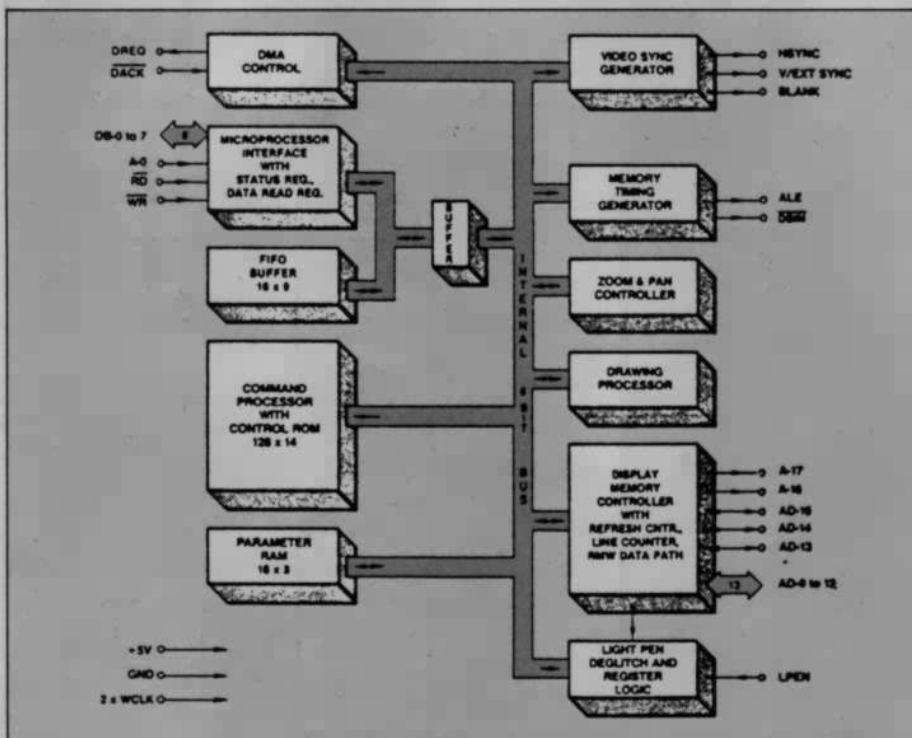 DREQ
DACK
DMA
CONTROL
VIDEO SYNC
GENERATOR
HSYNC
V/EXT SYNC
BLANK
DB-0 to 7
8
A-0
RD
WR
MICROPROCESSOR
INTERFACE
WITH
STATUS REG.,
DATA READ REG.
MEMORY
TIMING
GENERATOR
ALE
DBIN
BUFFER
FIFO
BUFFER
16 x 9
ZOOM & PAN
CONTROLLER
INTERNAL 8 BIT BUS
COMMAND
PROCESSOR
WITH
CONTROL ROM
128 x 14
DRAWING
PROCESSOR
DISPLAY
MEMORY
CONTROLLER
WITH
REFRESH CNTR.,
LINE COUNTER,
RMW DATA PATH
A-17
A-16
AD-15
AD-14
AD-13
13
AD-0 to 12
PARAMETER
RAM
+5V
GND
2 x WCLK
LIGHT PEN
DEGLITCH AND
REGISTER
LOGIC
LPEN